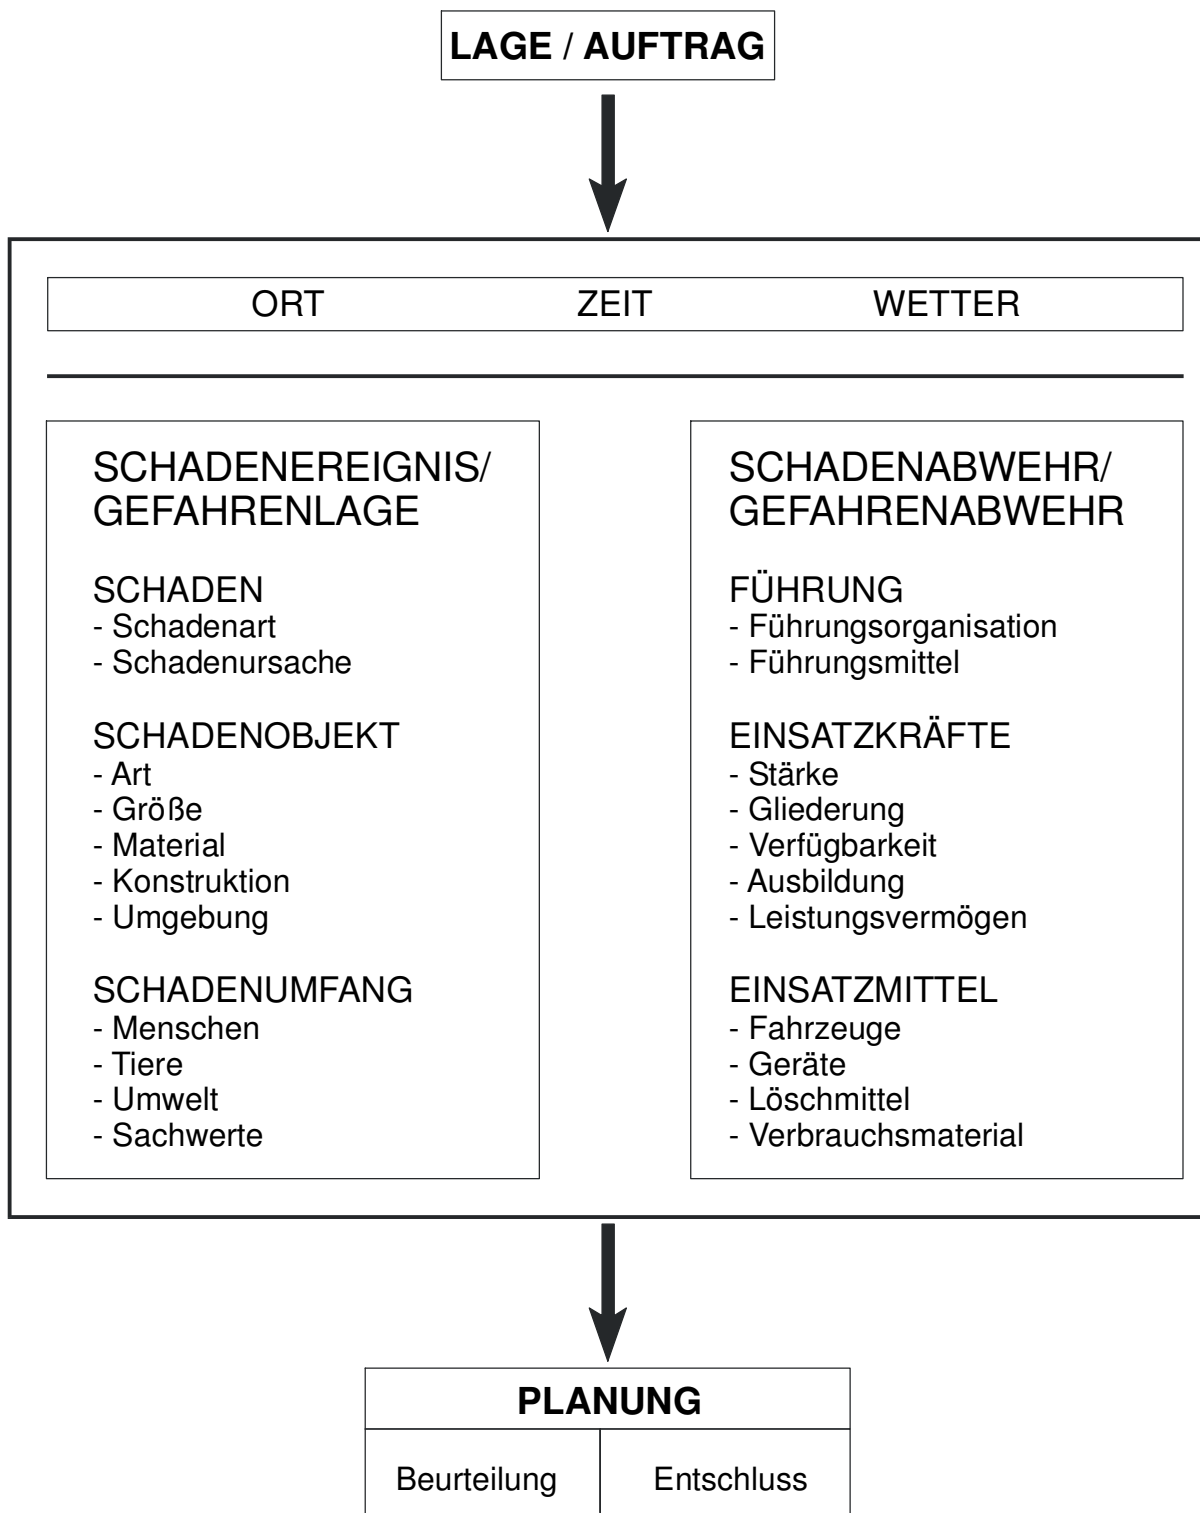 LAGE / AUFTRAG
ORT ZEIT WETTER
SCHADENEREIGNIS/
GEFAHRENLAGE
SCHADEN
- Schadenart
- Schadenursache
SCHADENOBJEKT
- Art
- Größe
- Material
- Konstruktion
- Umgebung
SCHADENUMFANG
- Menschen
- Tiere
- Umwelt
- Sachwerte
SCHADENABWEHR/
GEFAHRENABWEHR
FÜHRUNG
- Führungsorganisation
- Führungsmittel
EINSATZKRÄFTE
- Stärke
- Gliederung
- Verfügbarkeit
- Ausbildung
- Leistungsvermögen
EINSATZMITTEL
- Fahrzeuge
- Geräte
- Löschmittel
- Verbrauchsmaterial
PLANUNG
Beurteilung Entschluss